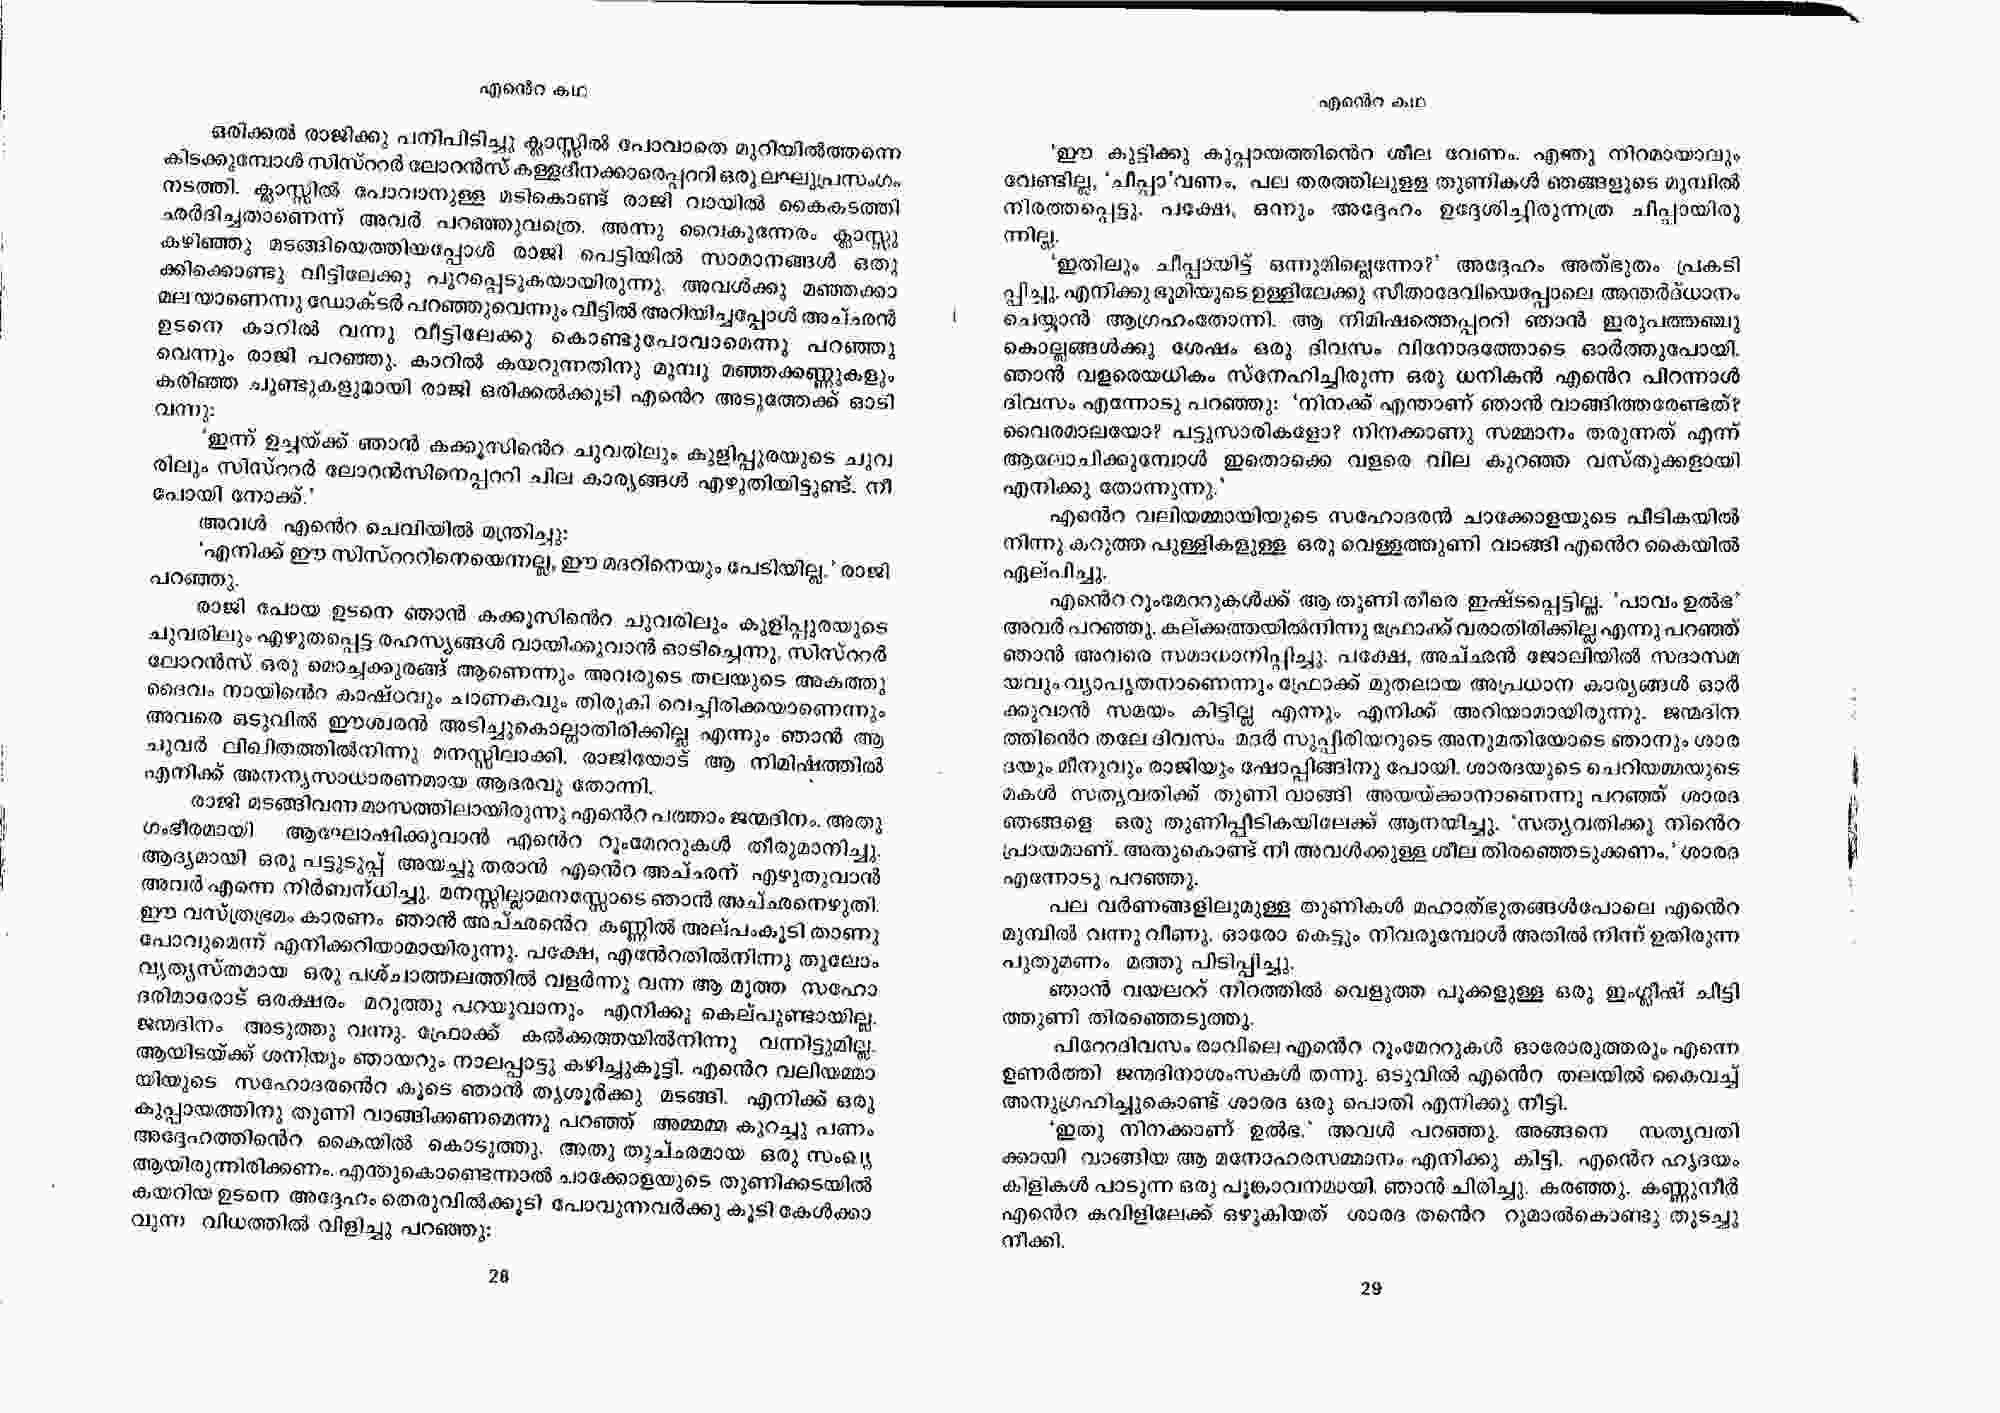 എന്റെ കഥ
ഒരിക്കൽ രാജിക്കു പനിപിടിച്ചു ക്ലാസ്സിൽ പോവാതെ മുറിയിൽത്തന്നെ
കിടക്കുമ്പോൾ സിസ്റ്റർ ലോറൻസ് കള്ളദീനക്കാരെപ്പററി ഒരു ലഘുപ്രസംഗം
നടത്തി. ക്ലാസ്സിൽ പോവാനുള്ള മടികൊണ്ട് രാജി വായിൽ കൈകടത്തി
ഛർദിച്ചതാണെന്ന് അവർ പറഞ്ഞുവത്രെ. അന്നു വൈകുന്നേരം ക്ലാസ്സു
കഴിഞ്ഞു മടങ്ങിയെത്തിയപ്പോൾ രാജി പെട്ടിയിൽ സാമാനങ്ങൾ ഒതു
ക്കിക്കൊണ്ടു വീട്ടിലേക്കു പുറപ്പെടുകയായിരുന്നു. അവൾക്കു മഞ്ഞക്കാ
മലയാണെന്നു ഡോക്ടർ പറഞ്ഞുവെന്നും വീട്ടിൽ അറിയിച്ചപ്പോൾ അച്ഛൻ
ഉടനെ കാറിൽ വന്നു വീട്ടിലേക്കു കൊണ്ടുപോവാമെന്നു പറഞ്ഞു
വെന്നും രാജി പറഞ്ഞു. കാറിൽ കയറുന്നതിനു മുമ്പു മഞ്ഞക്കണ്ണുകളും
കരിഞ്ഞ ചുണ്ടുകളുമായി രാജി ഒരിക്കൽക്കൂടി എന്റെ അടുത്തേക്ക് ഓടി
വന്നു:
'ഇന്ന് ഉച്ചയ്ക്ക് ഞാൻ കക്കൂസിന്റെ ചുവരിലും കുളിപ്പുരയുടെ ചുവ
രിലും സിസ്റ്റർ ലോറൻസിനെപ്പററി ചില കാര്യങ്ങൾ എഴുതിയിട്ടുണ്ട്. നീ
പോയി നോക്ക്.'
അവൾ എന്റെ ചെവിയിൽ മന്ത്രിച്ചു:
'എനിക്ക് ഈ സിസ്റ്ററിനെയെന്നല്ല, ഈ മദറിനെയും പേടിയില്ല.' രാജി
പറഞ്ഞു.
രാജി പോയ ഉടനെ ഞാൻ കക്കൂസിന്റെ ചുവരിലും കുളിപ്പുരയുടെ
ചുവരിലും എഴുതപ്പെട്ട രഹസ്യങ്ങൾ വായിക്കുവാൻ ഓടിച്ചെന്നു. സിസ്റ്റർ
ലോറൻസ് ഒരു മൊച്ചക്കുരങ്ങ് ആണെന്നും അവരുടെ തലയുടെ അകത്തു
ദൈവം നായിന്റെ കാഷ്ഠവും ചാണകവും തിരുകി വെച്ചിരിക്കയാണെന്നും
അവരെ ഒടുവിൽ ഈശ്വരൻ അടിച്ചുകൊല്ലാതിരിക്കില്ല എന്നും ഞാൻ ആ
ചുവർ ലിഖിതത്തിൽനിന്നു മനസ്സിലാക്കി. രാജിയോട് ആ നിമിഷത്തിൽ
എനിക്ക് അനന്യസാധാരണമായ ആദരവു തോന്നി.
രാജി മടങ്ങിവന്ന മാസത്തിലായിരുന്നു എന്റെ പത്താം ജന്മദിനം. അതു
ഗംഭീരമായി ആഘോഷിക്കുവാൻ എന്റെ റൂംമേററുകൾ തീരുമാനിച്ചു.
ആദ്യമായി ഒരു പട്ടുടുപ്പ് അയച്ചു തരാൻ എന്റെ അച്ഛന് എഴുതുവാൻ
അവർ എന്നെ നിർബന്ധിച്ചു. മനസ്സില്ലാമനസ്സോടെ ഞാൻ അച്ഛനെഴുതി.
ഈ വസ്ത്രഭ്രമം കാരണം ഞാൻ അച്ഛന്റെ കണ്ണിൽ അല്പംകൂടി താണു
പോവുമെന്ന് എനിക്കറിയാമായിരുന്നു. പക്ഷേ, എന്റേതിൽനിന്നു തുലോം
വ്യത്യസ്തമായ ഒരു പശ്ചാത്തലത്തിൽ വളർന്നു വന്ന ആ മൂത്ത സഹോ
ദരിമാരോട് ഒരക്ഷരം മറുത്തു പറയുവാനും എനിക്കു കെല്പുണ്ടായില്ല.
ജന്മദിനം അടുത്തു വന്നു. ഫ്രോക്ക് കൽക്കത്തയിൽനിന്നു വന്നിട്ടുമില്ല.
ആയിടയ്ക്ക് ശനിയും ഞായറും നാലപ്പാട്ടു കഴിച്ചുകൂട്ടി. എന്റെ വലിയമ്മാ
യിയുടെ സഹോദരന്റെ കൂടെ ഞാൻ തൃശൂർക്കു മടങ്ങി. എനിക്ക് ഒരു
കുപ്പായത്തിനു തുണി വാങ്ങിക്കണമെന്നു പറഞ്ഞ് അമ്മമ്മ കുറച്ചു പണം
അദ്ദേഹത്തിന്റെ കൈയിൽ കൊടുത്തു. അതു തുച്ഛമായ ഒരു സംഖ്യ
ആയിരുന്നിരിക്കണം. എന്തുകൊണ്ടെന്നാൽ ചാക്കോളയുടെ തുണിക്കടയിൽ
കയറിയ ഉടനെ അദ്ദേഹം തെരുവിൽക്കൂടി പോവുന്നവർക്കു കൂടി കേൾക്കാ
വുന്ന വിധത്തിൽ വിളിച്ചു പറഞ്ഞു:
28
എന്റെ കഥ
'ഈ കുട്ടിക്കു കുപ്പായത്തിന്റെ ശീല വേണം. എന്തു നിറമായാലും
വേണ്ടില്ല, 'ചീപ്പാ'വണം, പല തരത്തിലുളള തുണികൾ ഞങ്ങളുടെ മുമ്പിൽ
നിരത്തപ്പെട്ടു. പക്ഷേ, ഒന്നും അദ്ദേഹം ഉദ്ദേശിച്ചിരുന്നത്ര ചീപ്പായിരു
ന്നില്ല.
'ഇതിലും ചീപ്പായിട്ട് ഒന്നുമില്ലെന്നോ?' അദ്ദേഹം അത്ഭുതം പ്രകടി
പ്പിച്ചു. എനിക്കു ഭൂമിയുടെ ഉള്ളിലേക്കു സീതാദേവിയെപ്പോലെ അന്തർദ്ധാനം
ചെയ്യാൻ ആഗ്രഹംതോന്നി. ആ നിമിഷത്തെപ്പററി ഞാൻ ഇരുപത്തഞ്ചു
കൊല്ലങ്ങൾക്കു ശേഷം ഒരു ദിവസം വിനോദത്തോടെ ഓർത്തുപോയി.
ഞാൻ വളരെയധികം സ്നേഹിച്ചിരുന്ന ഒരു ധനികൻ എന്റെ പിറന്നാൾ
ദിവസം എന്നോടു പറഞ്ഞു: 'നിനക്ക് എന്താണ് ഞാൻ വാങ്ങിത്തരേണ്ടത്?
വൈരമാലയോ? പട്ടുസാരികളോ? നിനക്കാണു സമ്മാനം തരുന്നത് എന്ന്
ആലോചിക്കുമ്പോൾ ഇതൊക്കെ വളരെ വില കുറഞ്ഞ വസ്തുക്കളായി
എനിക്കു തോന്നുന്നു.'
എന്റെ വലിയമ്മായിയുടെ സഹോദരൻ ചാക്കോളയുടെ പീടികയിൽ
നിന്നു കറുത്ത പുള്ളികളുള്ള ഒരു വെള്ളത്തുണി വാങ്ങി എന്റെ കൈയിൽ
ഏല്പിച്ചു.
എന്റെ റൂംമേററുകൾക്ക് ആ തുണി തീരെ ഇഷ്ടപ്പെട്ടില്ല. 'പാവം ഉൽഭ'
അവർ പറഞ്ഞു. കല്ക്കത്തയിൽനിന്നു ഫ്രോക്ക് വരാതിരിക്കില്ല എന്നു പറഞ്ഞ്
ഞാൻ അവരെ സമാധാനിപ്പിച്ചു. പക്ഷേ, അച്ഛൻ ജോലിയിൽ സദാസമ
യവും വ്യാപൃതനാണെന്നും ഫ്രോക്ക് മുതലായ അപ്രധാന കാര്യങ്ങൾ ഓർ
ക്കുവാൻ സമയം കിട്ടില്ല എന്നും എനിക്ക് അറിയാമായിരുന്നു. ജന്മദിന
ത്തിന്റെ തലേ ദിവസം മദർ സുപ്പീരിയറുടെ അനുമതിയോടെ ഞാനും ശാര
ദയും മീനുവും രാജിയും ഷോപ്പിങ്ങിനു പോയി. ശാരദയുടെ ചെറിയമ്മയുടെ
മകൾ സത്യവതിക്ക് തുണി വാങ്ങി അയയ്ക്കാനാണെന്നു പറഞ്ഞ് ശാരദ
ഞങ്ങളെ ഒരു തുണിപ്പീടികയിലേക്ക് ആനയിച്ചു. 'സത്യവതിക്കു നിന്റെ
പ്രായമാണ്. അതുകൊണ്ട് നീ അവൾക്കുള്ള ശീല തിരഞ്ഞെടുക്കണം.' ശാരദ
എന്നോടു പറഞ്ഞു.
പല വർണങ്ങളിലുമുള്ള തുണികൾ മഹാത്ഭുതങ്ങൾപോലെ എന്റെ
മുമ്പിൽ വന്നു വീണു. ഓരോ കെട്ടും നിവരുമ്പോൾ അതിൽ നിന്ന് ഉതിരുന്ന
പുതുമണം മത്തു പിടിപ്പിച്ചു.
ഞാൻ വയലററ് നിറത്തിൽ വെളുത്ത പൂക്കളുള്ള ഒരു ഇംഗ്ലീഷ് ചീട്ടി
ത്തുണി തിരഞ്ഞെടുത്തു.
പിറേറദിവസം രാവിലെ എന്റെ റൂംമേററുകൾ ഓരോരുത്തരും എന്നെ
ഉണർത്തി ജന്മദിനാശംസകൾ തന്നു. ഒടുവിൽ എന്റെ തലയിൽ കൈവച്ച്
അനുഗ്രഹിച്ചുകൊണ്ട് ശാരദ ഒരു പൊതി എനിക്കു നീട്ടി.
'ഇതു നിനക്കാണ് ഉൽഭ.' അവൾ പറഞ്ഞു. അങ്ങനെ സത്യവതി
ക്കായി വാങ്ങിയ ആ മനോഹരസമ്മാനം എനിക്കു കിട്ടി. എന്റെ ഹൃദയം
കിളികൾ പാടുന്ന ഒരു പൂങ്കാവനമായി. ഞാൻ ചിരിച്ചു. കരഞ്ഞു. കണ്ണുനീർ
എന്റെ കവിളിലേക്ക് ഒഴുകിയത് ശാരദ തന്റെ റുമാൽകൊണ്ടു തുടച്ചു
നീക്കി.
29